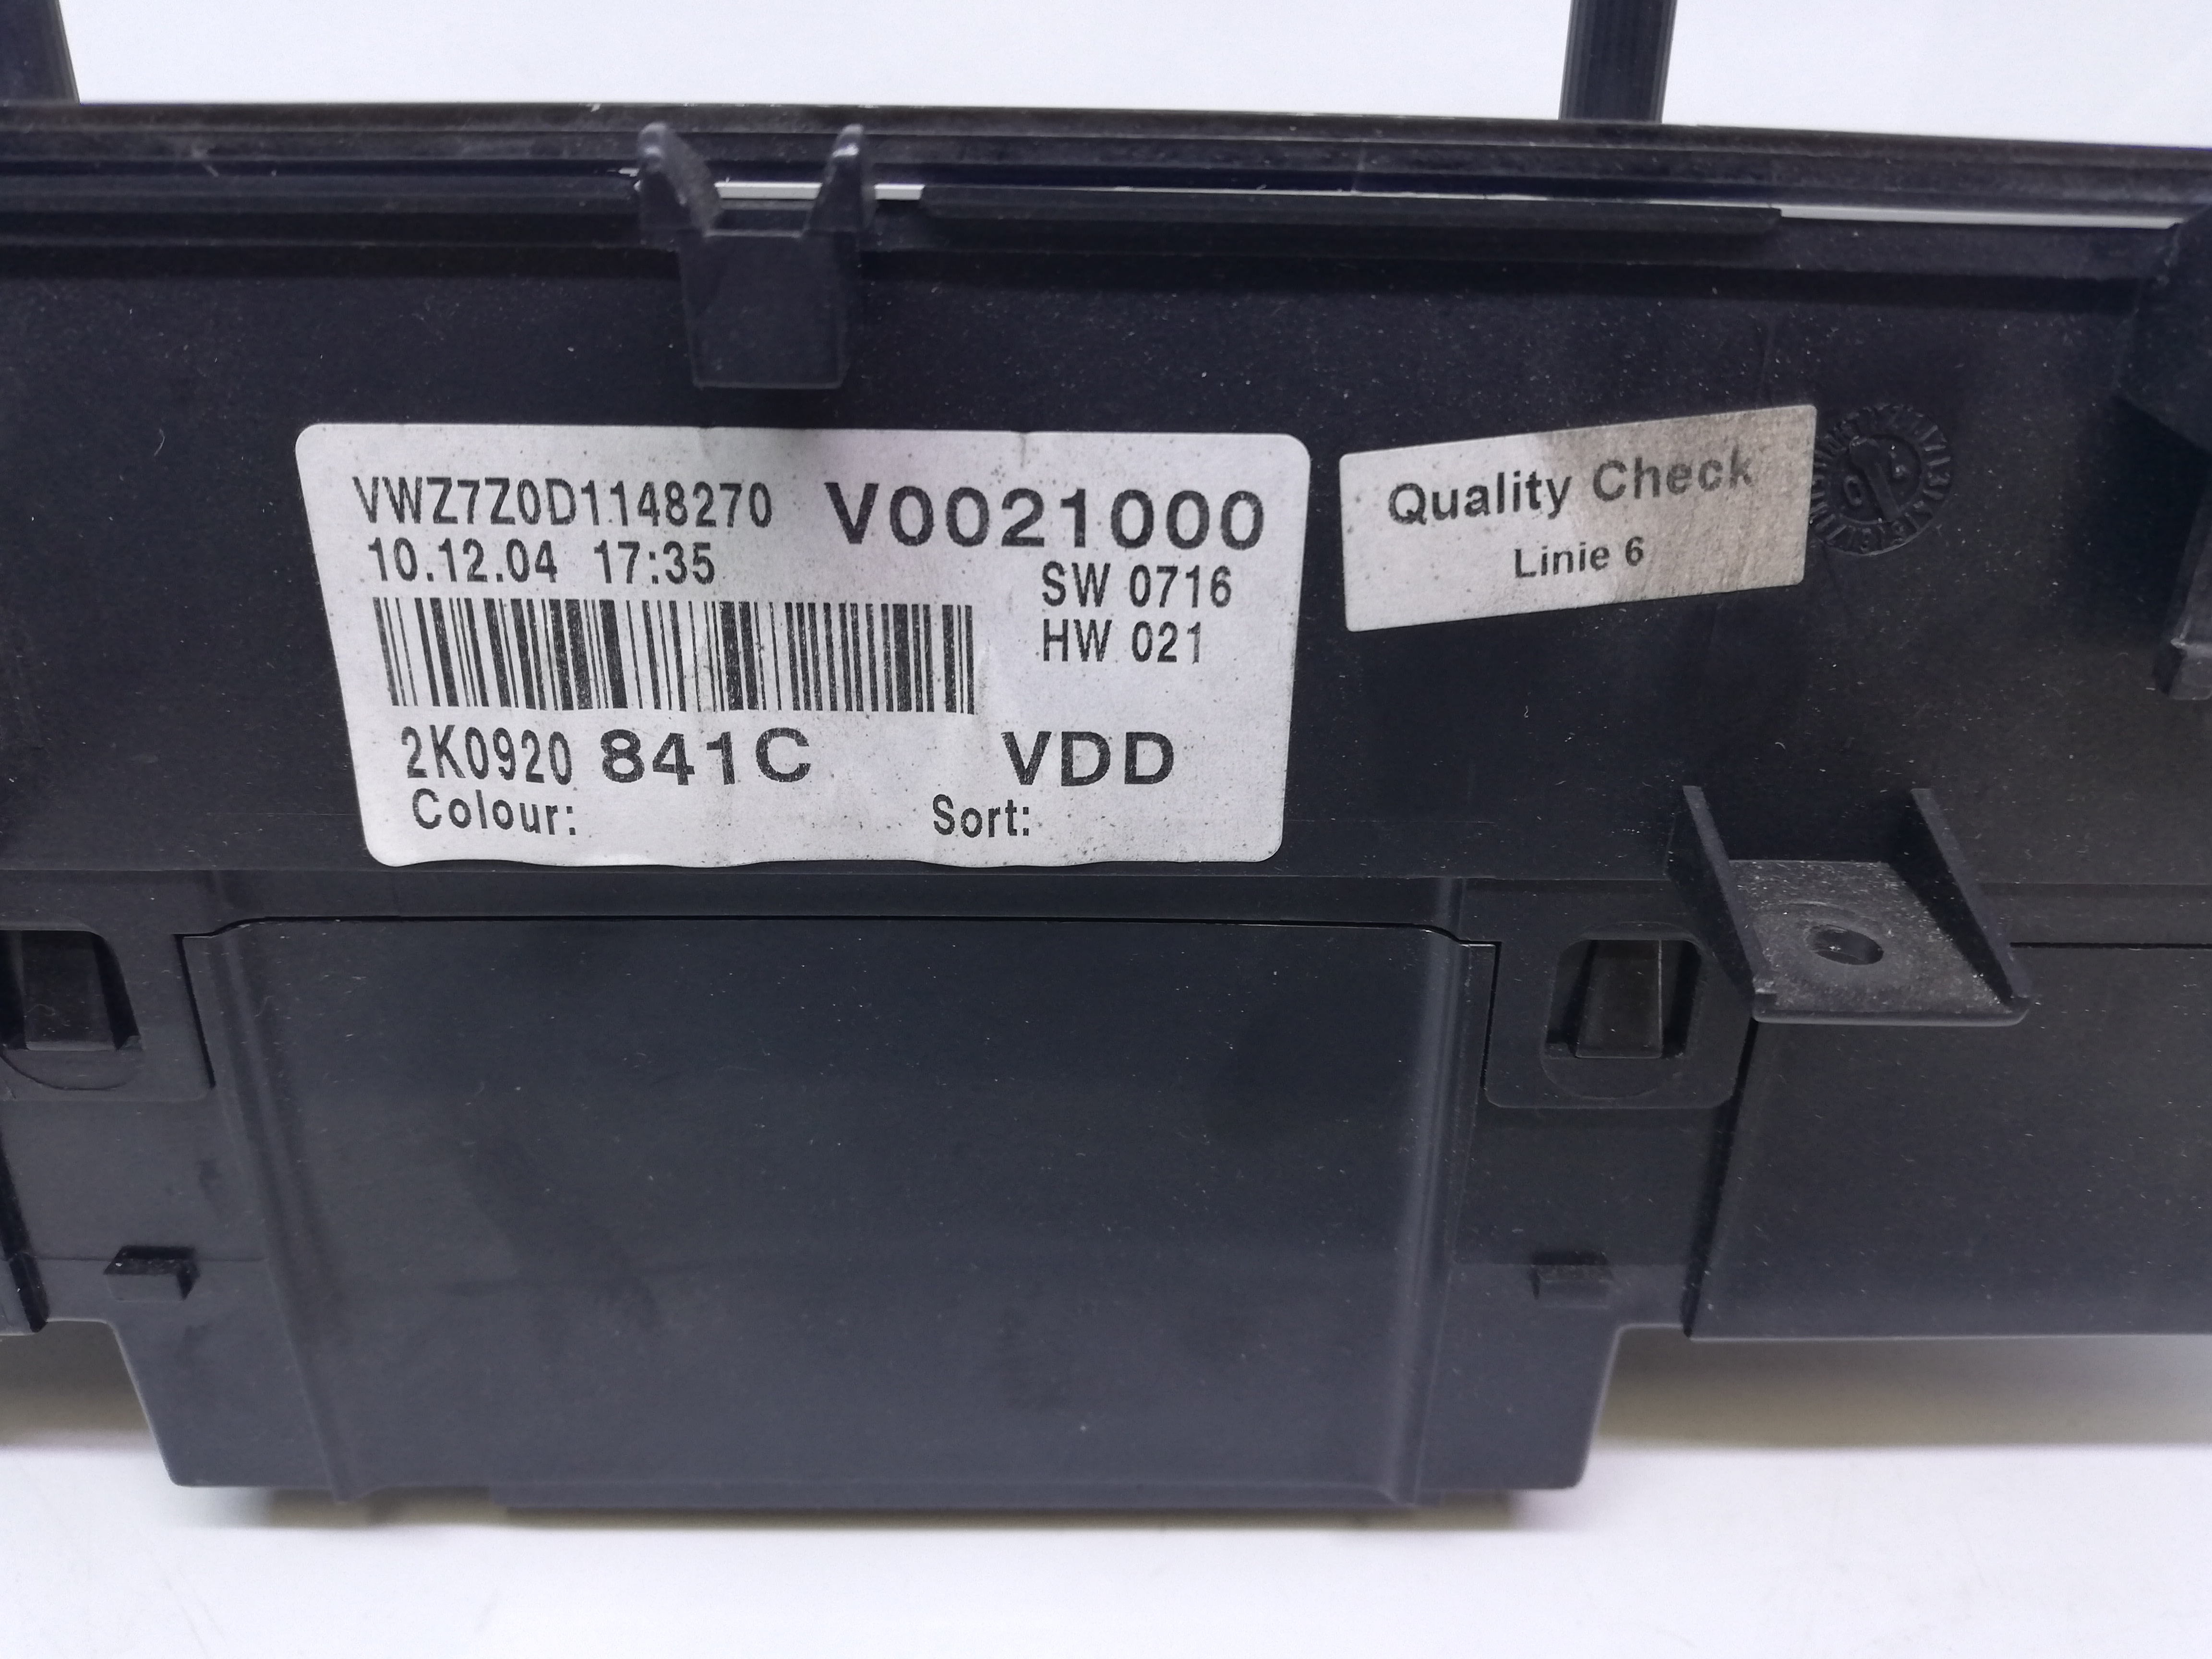 VWZ7Z0D1148270 V0021000
10.12.04 17:35
SW 0716
HW 021
2K0920 841C VDD
Colour: Sort:
Quality Check
Linie 6